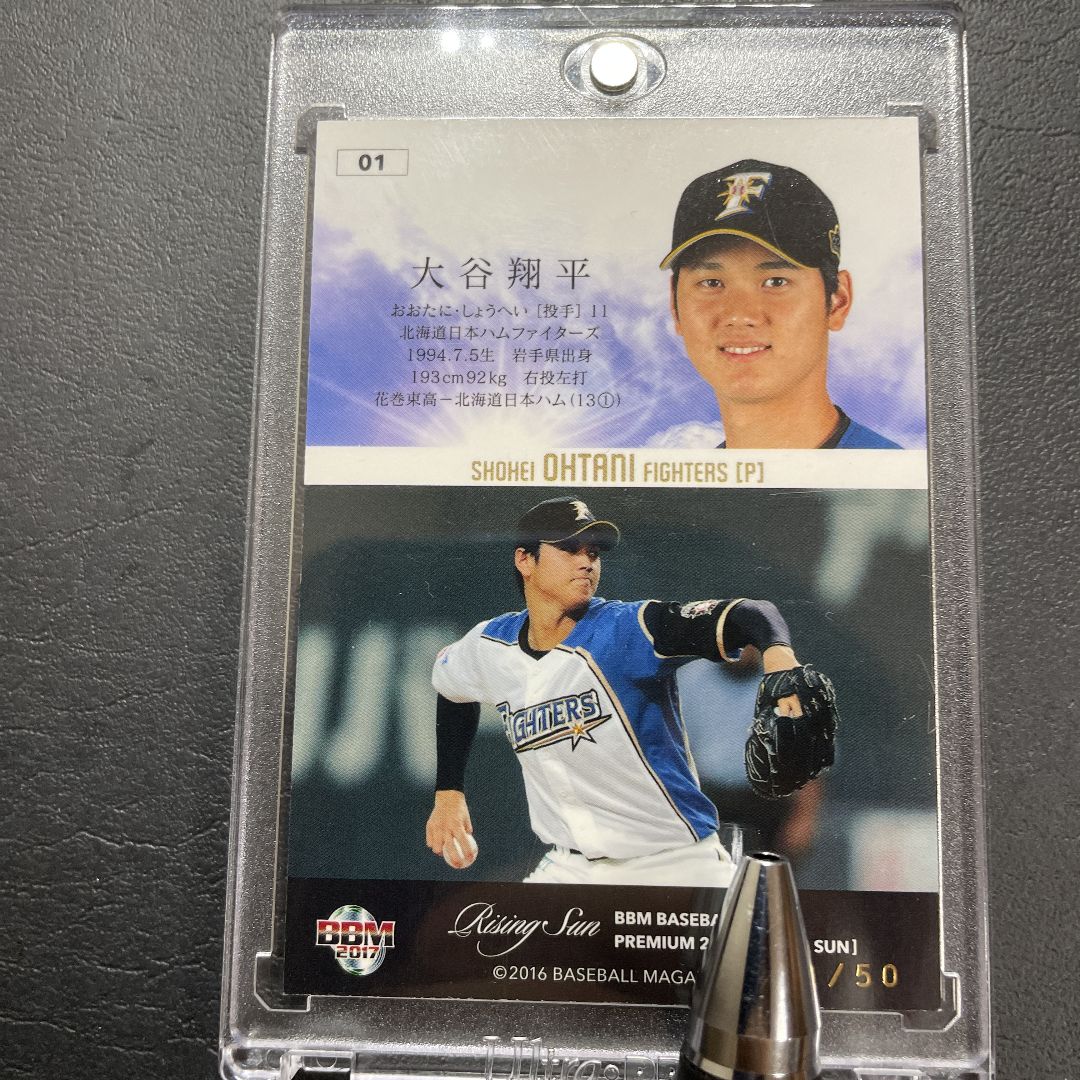 01
大谷翔平
おおたに・しょうへい［投手］11
北海道日本ハムファイターズ
1994.7.5生　岩手県出身
193cm92kg　右投左打
花巻東高－北海道日本ハム(13①)
SHOHEI OHTANI FIGHTERS [P]
F
F
FIGHTERS
BBM
2017
Rising Sun
BBM BASEBA
PREMIUM 2 SUN]
©2016 BASEBALL MAGA
/50
Ultra PR